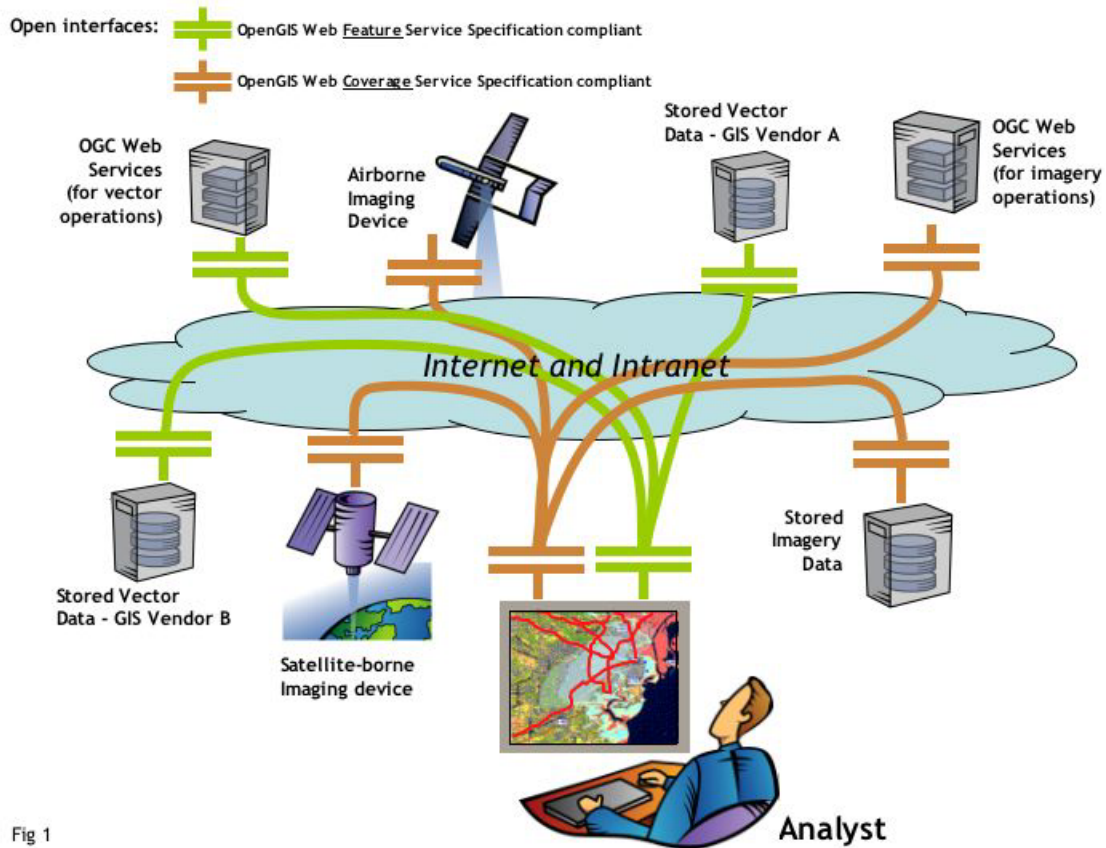 Open interfaces:
OpenGIS Web Feature Service Specification compliant
OpenGIS Web Coverage Service Specification compliant
OGC Web
Services
(for vector
operations)
Airborne
Imaging
Device
Stored Vector
Data - GIS Vendor A
OGC Web
Services
(for imagery
operations)
Internet and Intranet
Stored Vector
Data - GIS Vendor B
Satellite-borne
Imaging device
Stored
Imagery
Data
Analyst
Fig 1